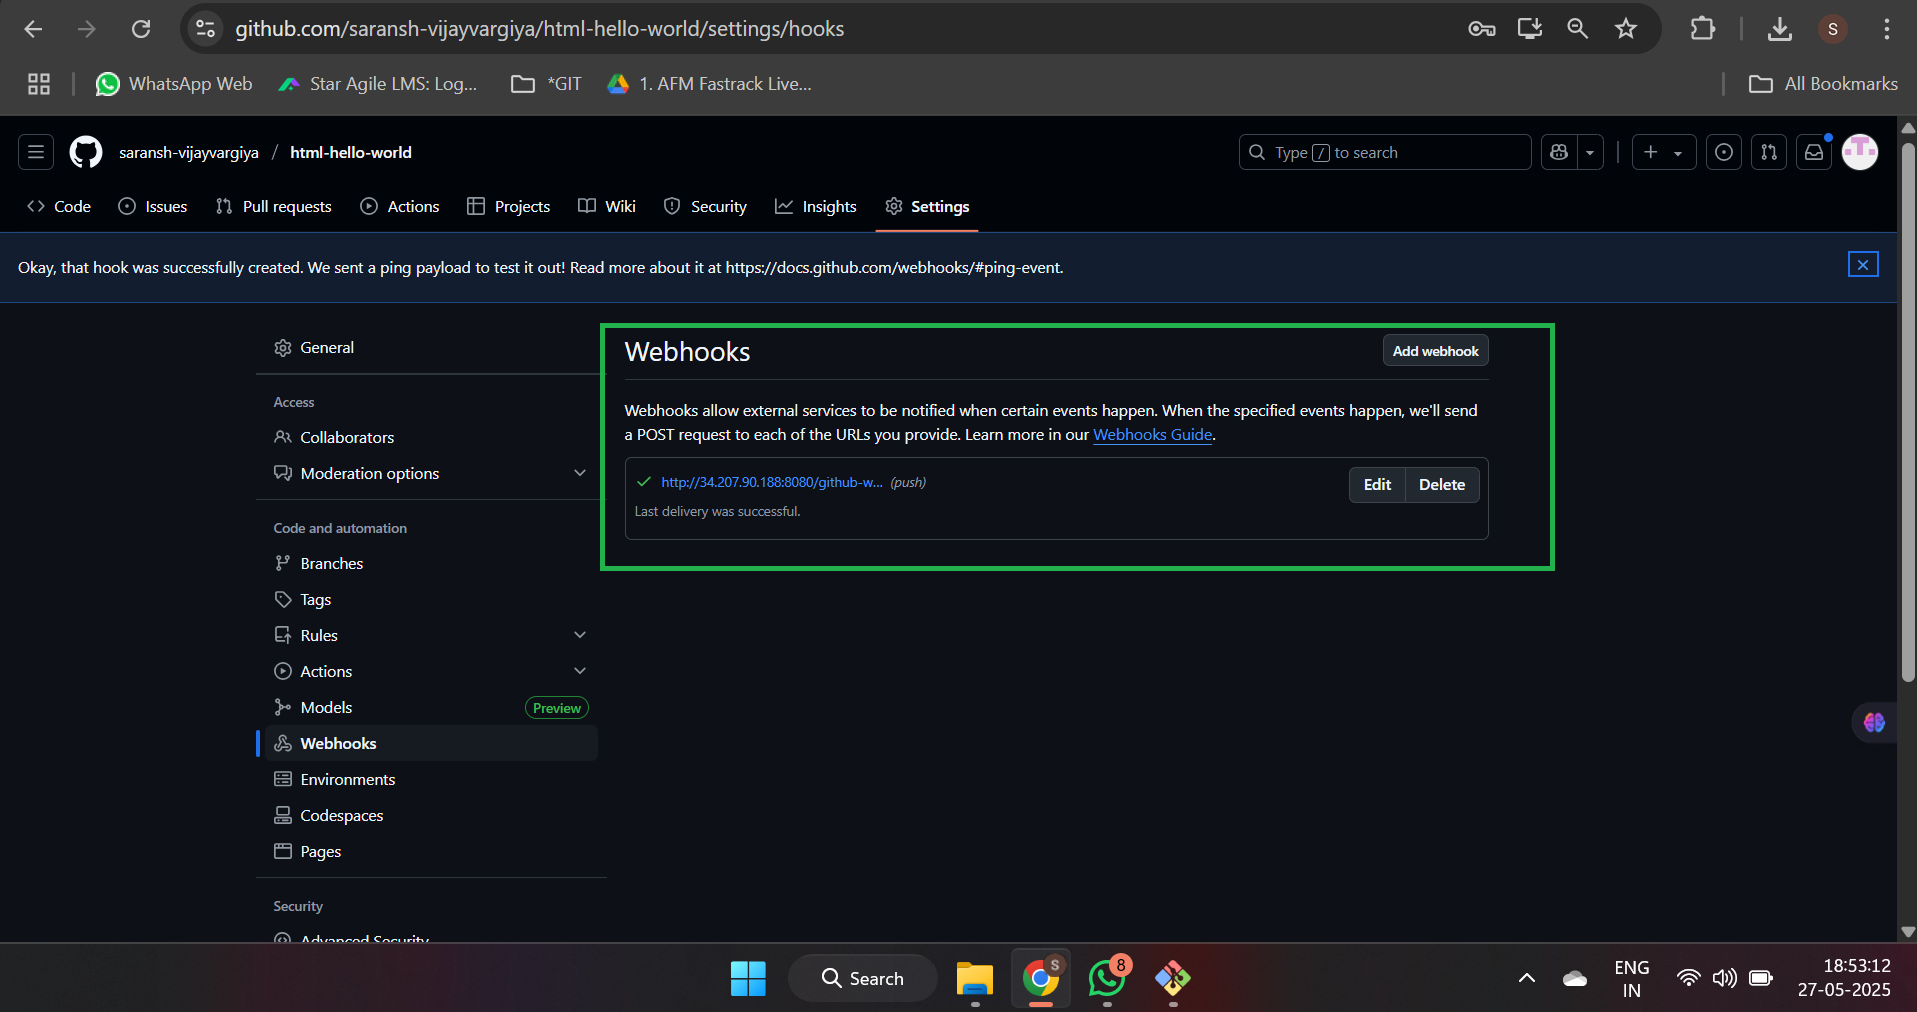 github.com/saransh-vijayvargiya/html-hello-world/settings/hooks
S
WhatsApp Web
Star Agile LMS: Log...
*GIT
1. AFM Fastrack Live...
All Bookmarks
saransh-vijayvargiya / html-hello-world
Type / to search
Code
Issues
Pull requests
Actions
Projects
Wiki
Security
Insights
Settings
Okay, that hook was successfully created. We sent a ping payload to test it out! Read more about it at https://docs.github.com/webhooks/#ping-event.
General
Access
Collaborators
Moderation options
Code and automation
Branches
Tags
Rules
Actions
Models
Preview
Webhooks
Environments
Codespaces
Pages
Security
Advanced Security
Webhooks
Add webhook
Webhooks allow external services to be notified when certain events happen. When the specified events happen, we'll send
a POST request to each of the URLs you provide. Learn more in our Webhooks Guide.
http://34.207.90.188:8080/github-w... (push)
Edit
Delete
Last delivery was successful.
Search
S
8
ENG
IN
18:53:12
27-05-2025